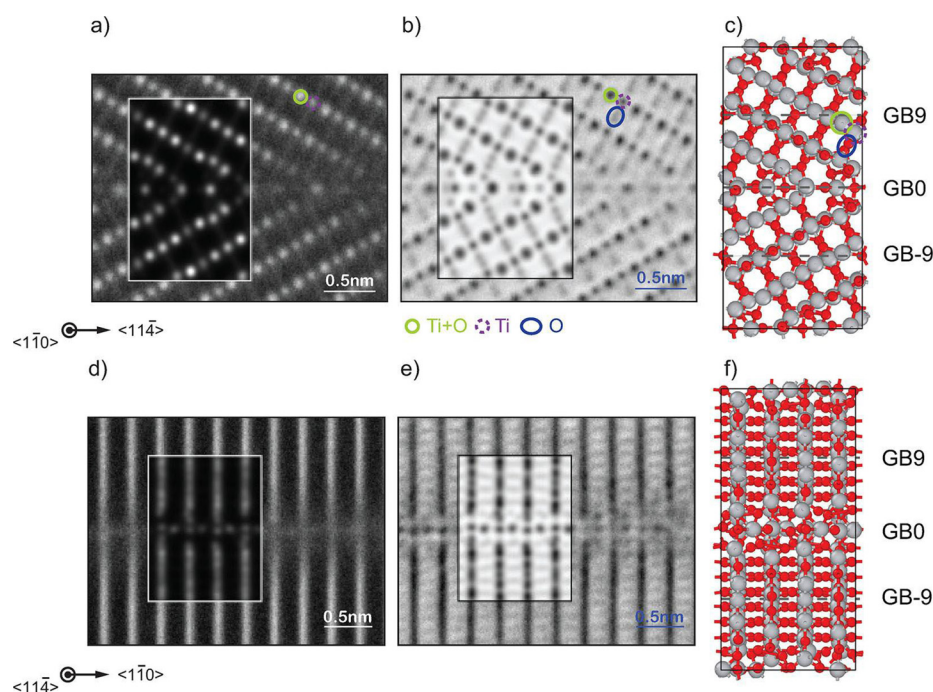 a)
b)
c)
0.5nm
0.5nm
GB9
GB0
GB-9
<11̅0>
<114̅>
Ti+O
Ti
O
d)
e)
f)
0.5nm
0.5nm
GB9
GB0
GB-9
<114̅>
<11̅0>